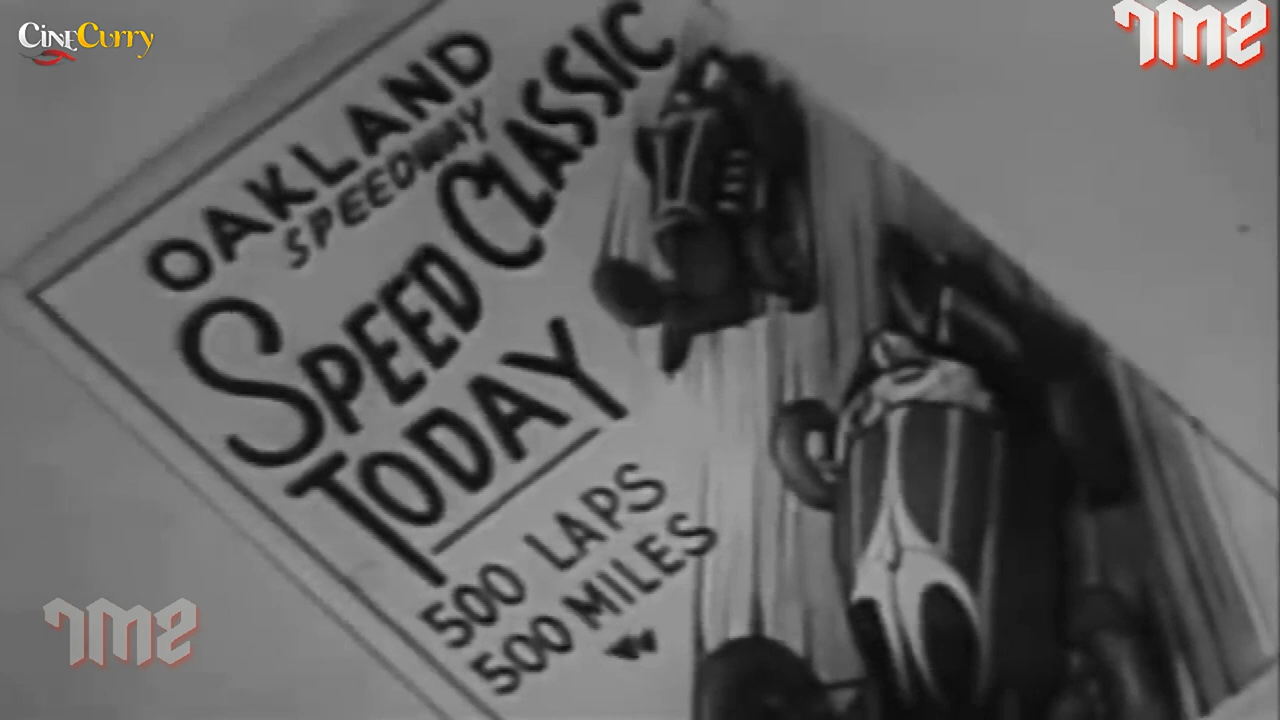 CINECURRY
OAKLAND
SPEEDWAY
SPEED CLASSIC
TODAY
500 LAPS
500 MILES